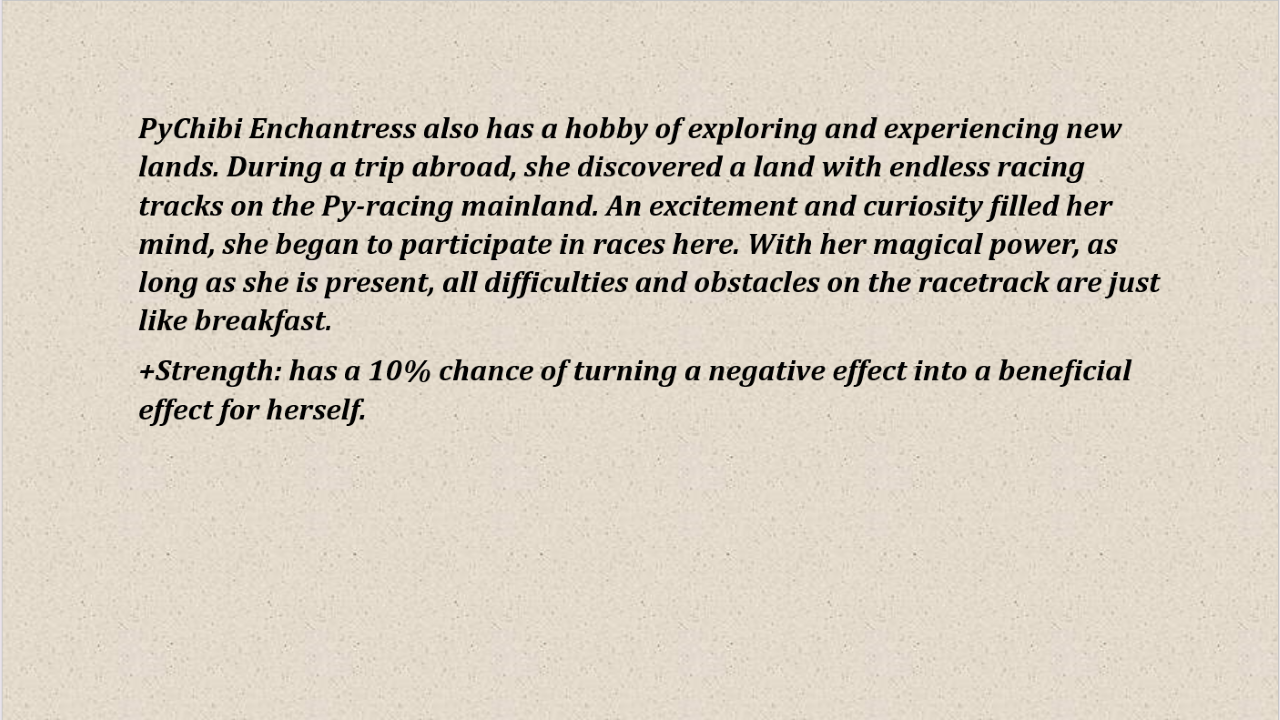 PyChibi Enchantress also has a hobby of exploring and experiencing new
lands. During a trip abroad, she discovered a land with endless racing
tracks on the Py-racing mainland. An excitement and curiosity filled her
mind, she began to participate in races here. With her magical power, as
long as she is present, all difficulties and obstacles on the racetrack are just
like breakfast.
+Strength: has a 10% chance of turning a negative effect into a beneficial
effect for herself.